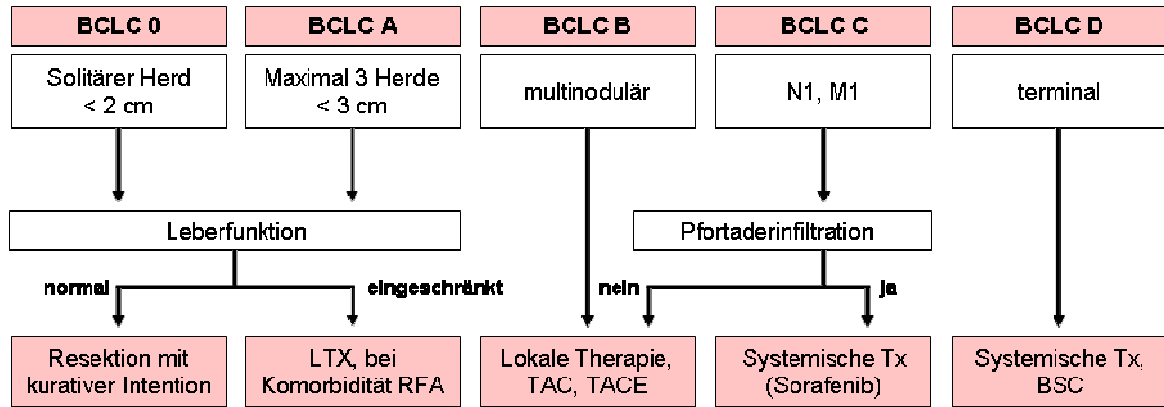 BCLC 0
BCLC A
BCLC B
BCLC C
BCLC D
Solitärer Herd
< 2 cm
Maximal 3 Herde
< 3 cm
multinodulär
N1, M1
terminal
Leberfunktion
Pfortaderinfiltration
normal
eingeschränkt
nein
ja
Resektion mit
kurativer Intention
LTX, bei
Komorbidität RFA
Lokale Therapie,
TAC, TACE
Systemische Tx
(Sorafenib)
Systemische Tx,
BSC